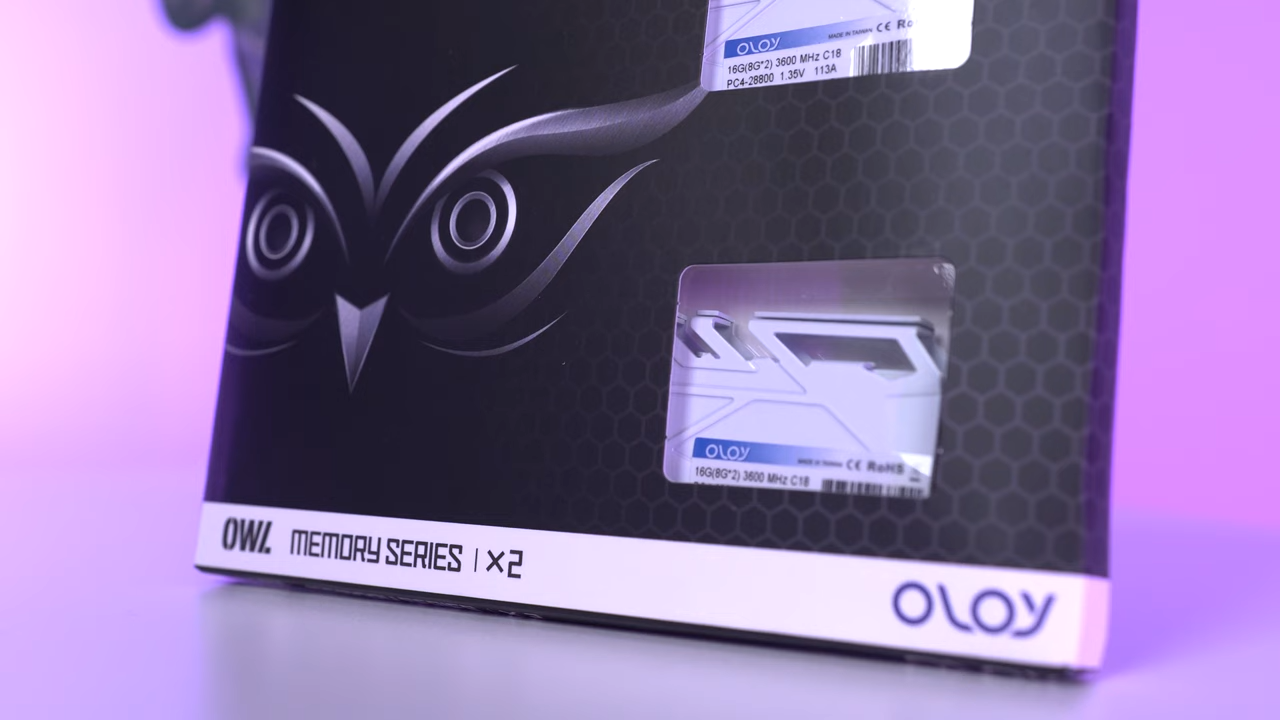 OLOY
MADE IN TAIWAN CE Ro
16G(8G*2) 3600 MHz C18
PC4-28800 1.35V 113A
OLOY
MADE IN TAIWAN CE RoHS
16G(8G*2) 3600 MHz C18
OWL MEMORY SERIES | X2
OLOY